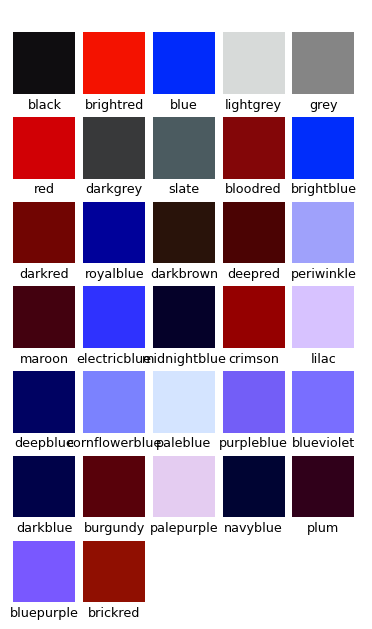 black brightred blue lightgrey grey
red darkgrey slate bloodred brightblue
darkred royalblue darkbrown deepred periwinkle
maroon electricblue midnightblue crimson lilac
deepblue cornflowerblue paleblue purpleblue blueviolet
darkblue burgundy palepurple navyblue plum
bluepurple brickred